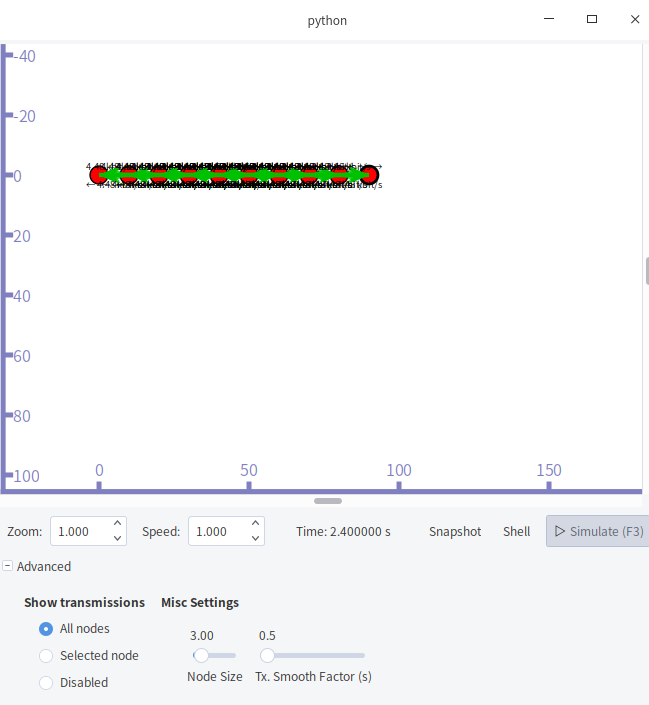 python
-40
-20
0
20
40
60
80
100
0 50 100 150
Zoom: 1.000 Speed: 1.000 Time: 2.400000 s Snapshot Shell Simulate (F3)
Advanced
Show transmissions Misc Settings
All nodes 3.00 0.5
Selected node
Node Size Tx. Smooth Factor (s)
Disabled